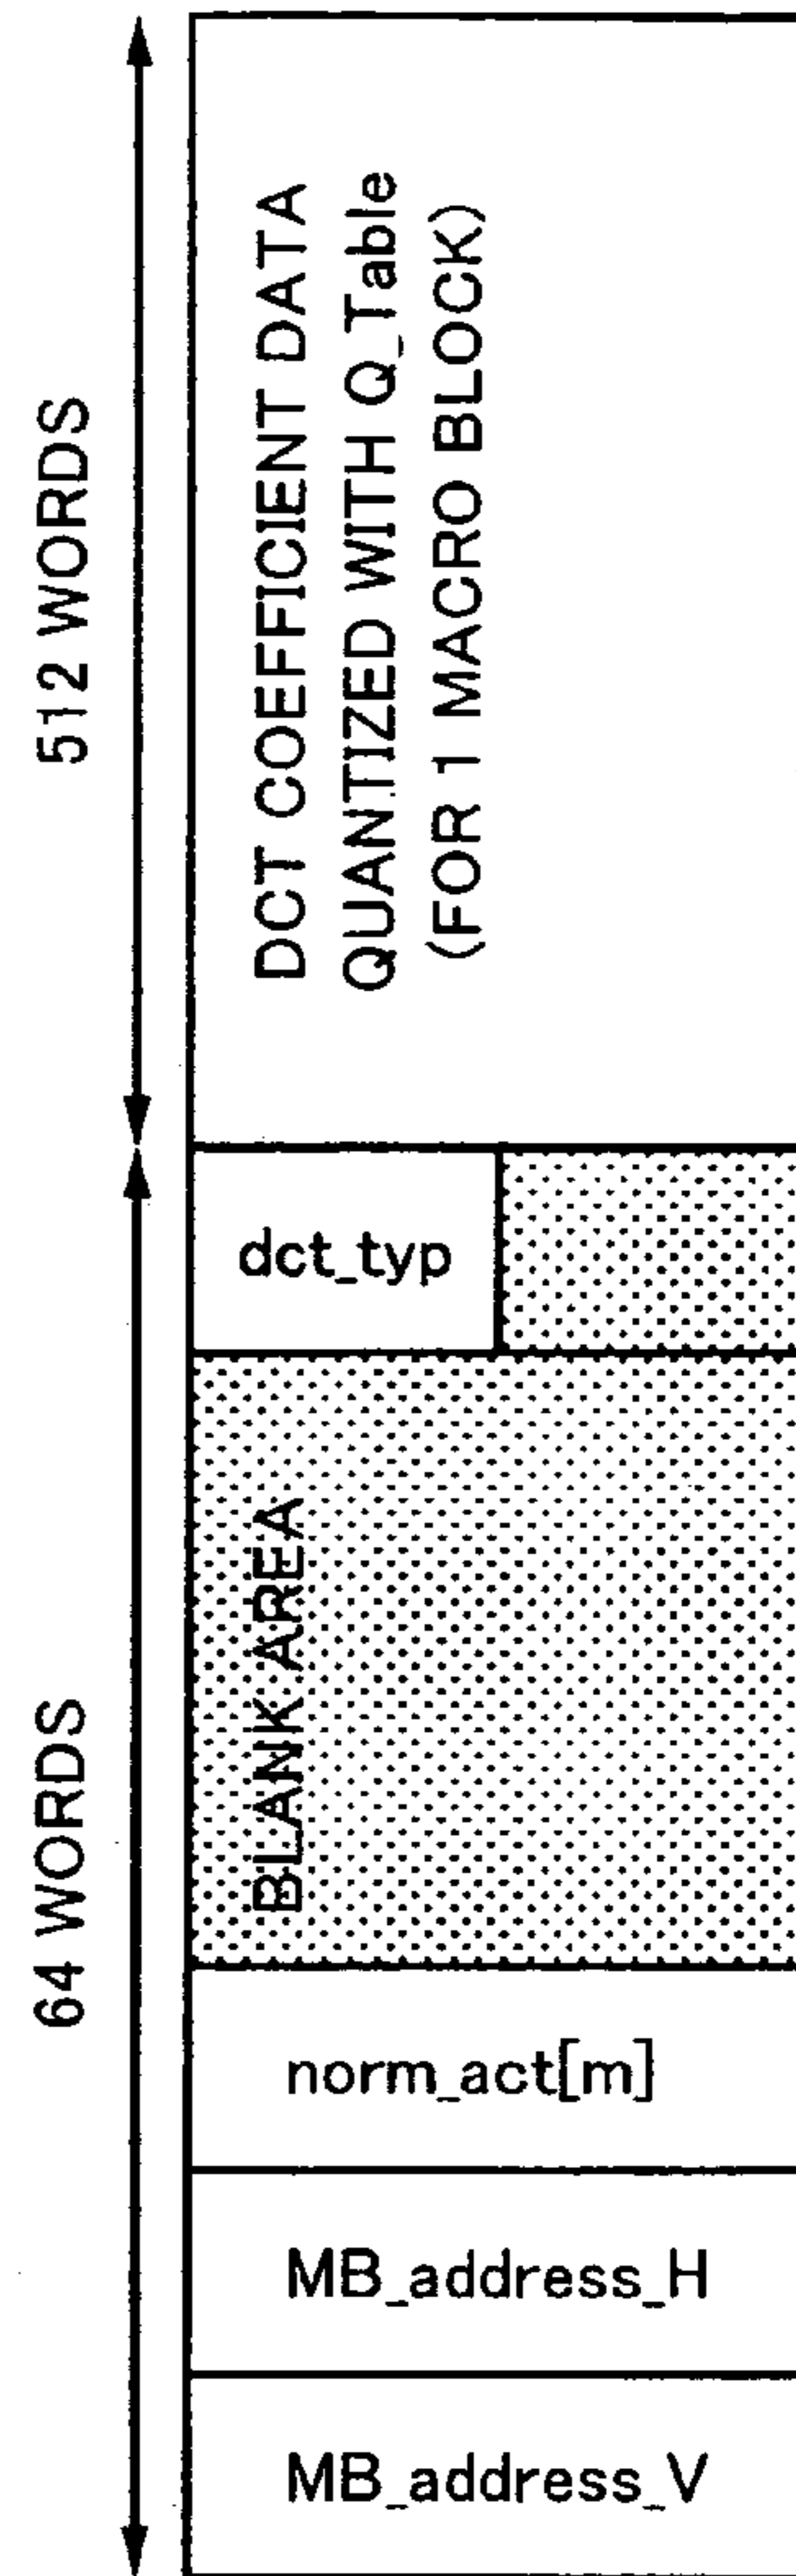 512 WORDS
DCT COEFFICIENT DATA
QUANTIZED WITH Q_Table
(FOR 1 MACRO BLOCK)
64 WORDS
dct_typ
BLANK AREA
norm_act[m]
MB_address_H
MB_address_V